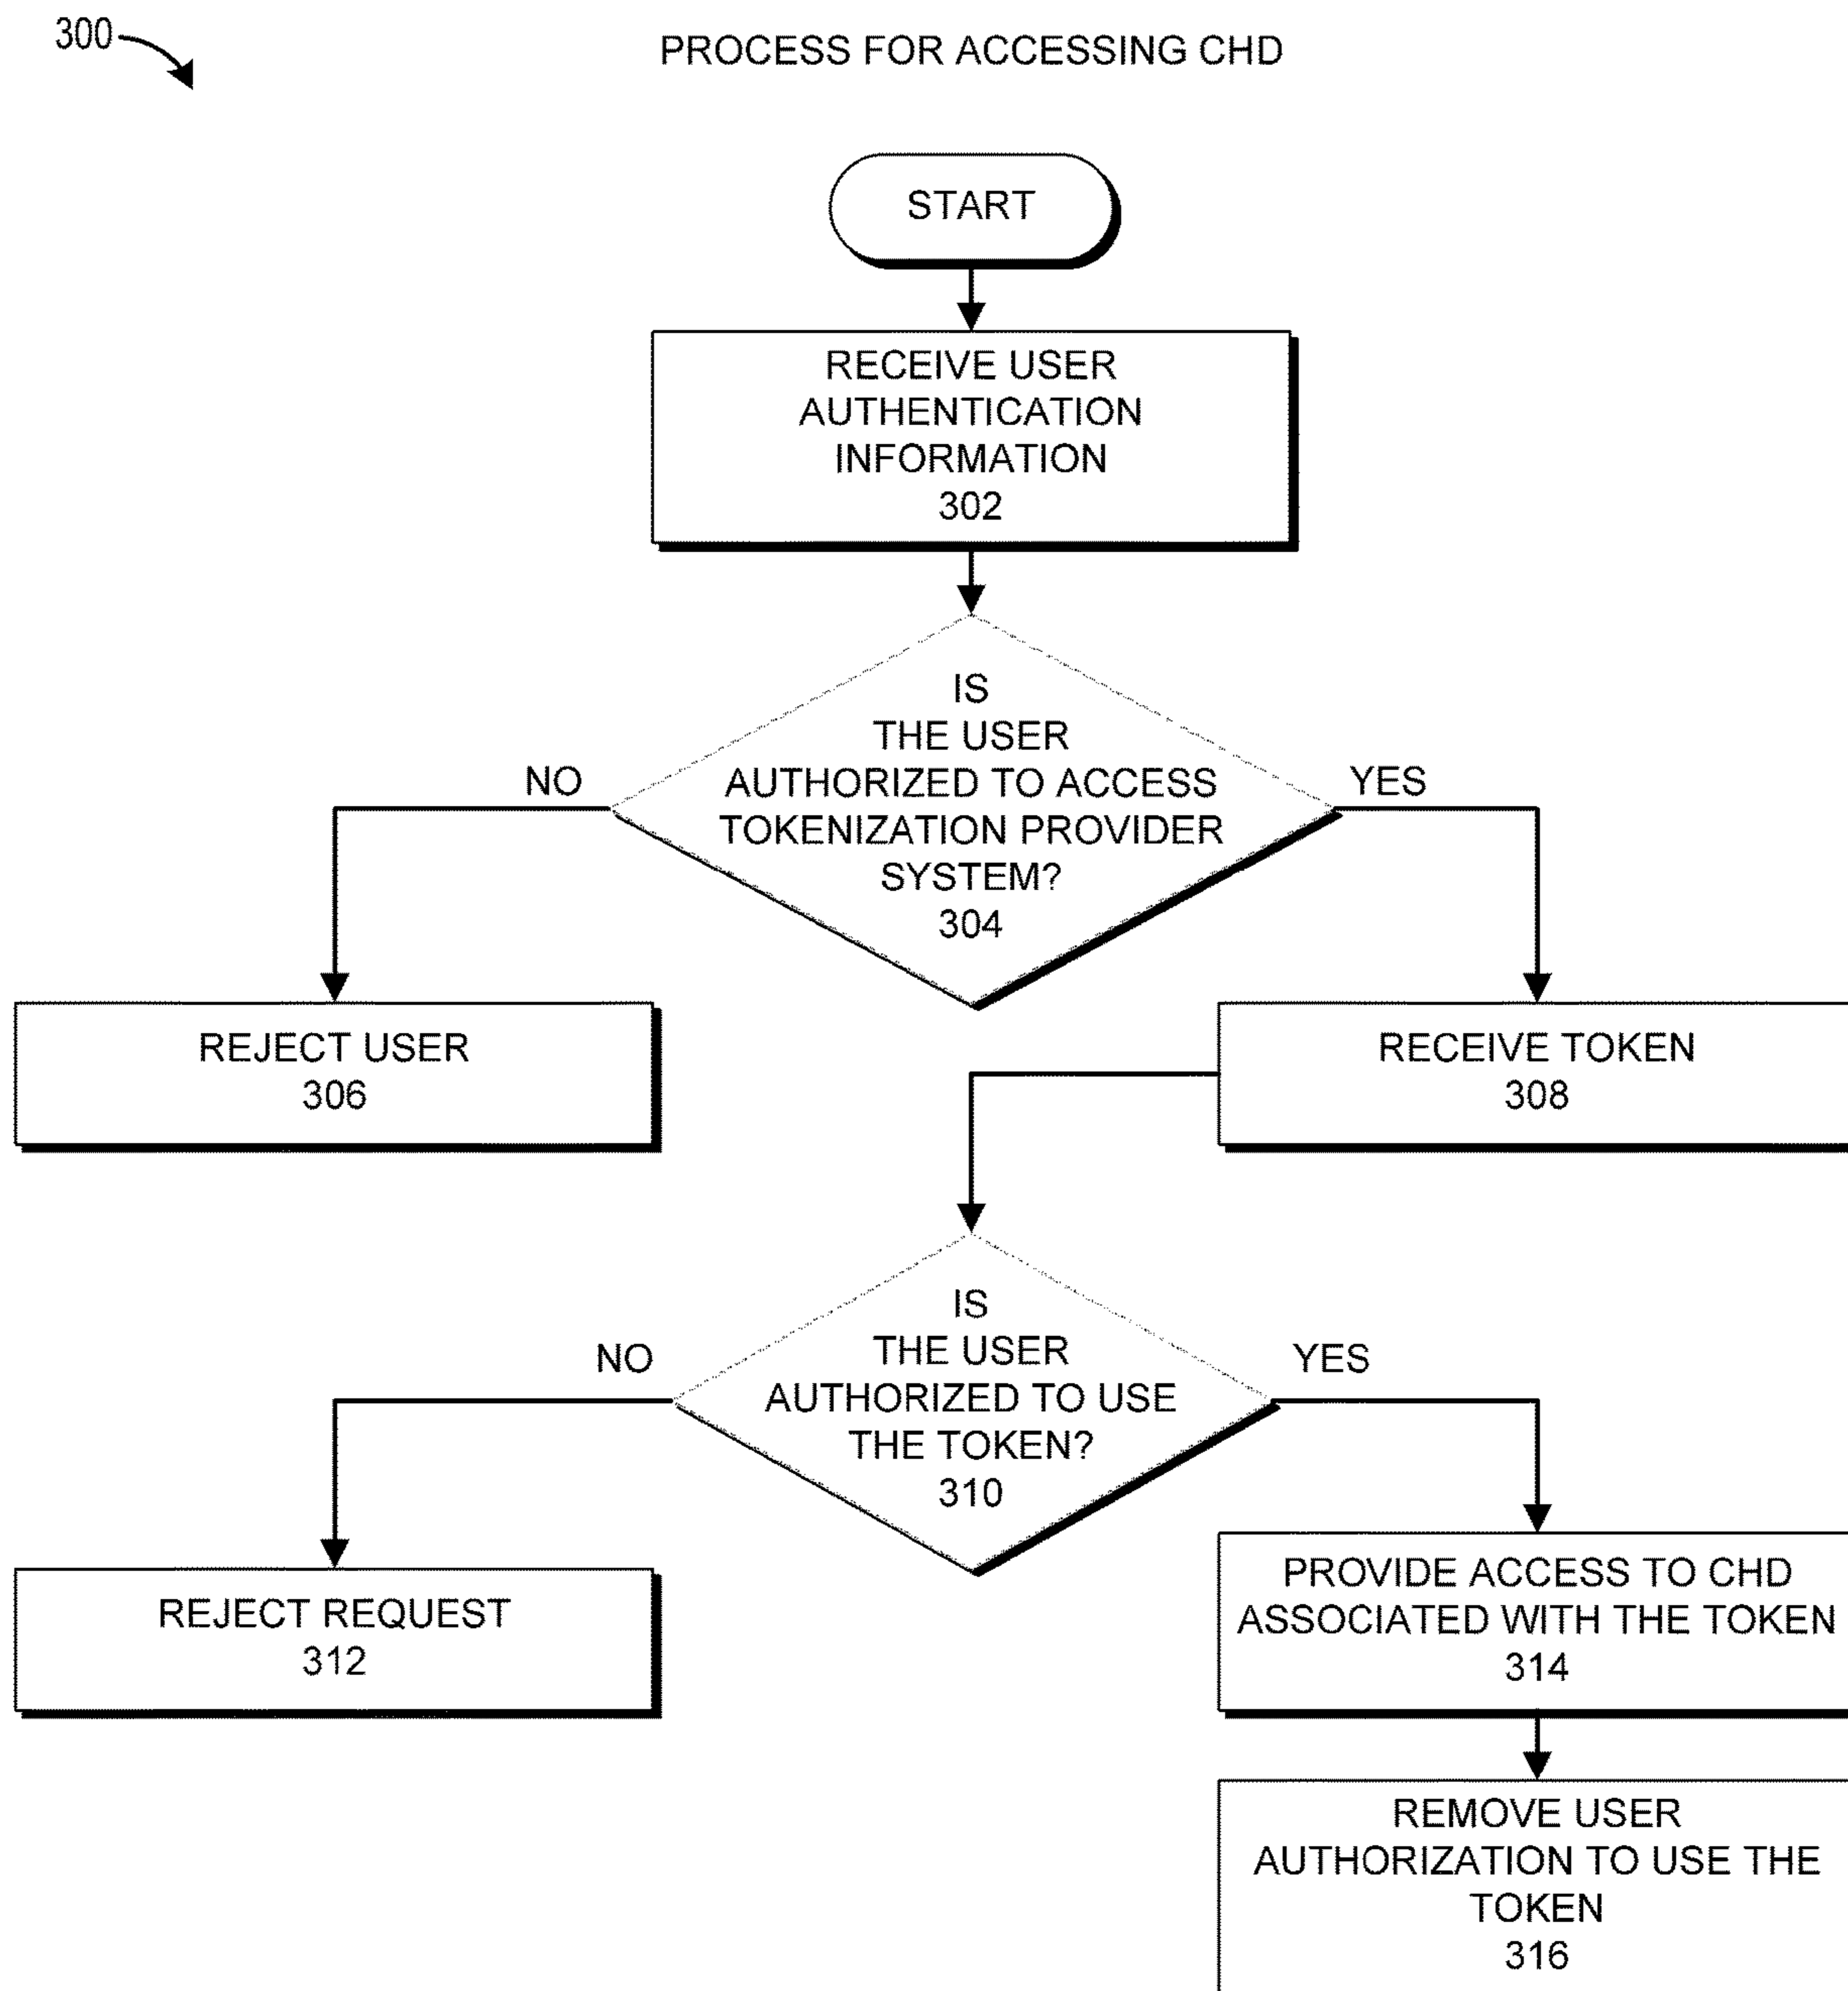 300
PROCESS FOR ACCESSING CHD
START
RECEIVE USER
AUTHENTICATION
INFORMATION
302
IS
THE USER
AUTHORIZED TO ACCESS
TOKENIZATION PROVIDER
SYSTEM?
304
NO
YES
REJECT USER
306
RECEIVE TOKEN
308
IS
THE USER
AUTHORIZED TO USE
THE TOKEN?
310
NO
YES
REJECT REQUEST
312
PROVIDE ACCESS TO CHD
ASSOCIATED WITH THE TOKEN
314
REMOVE USER
AUTHORIZATION TO USE THE
TOKEN
316